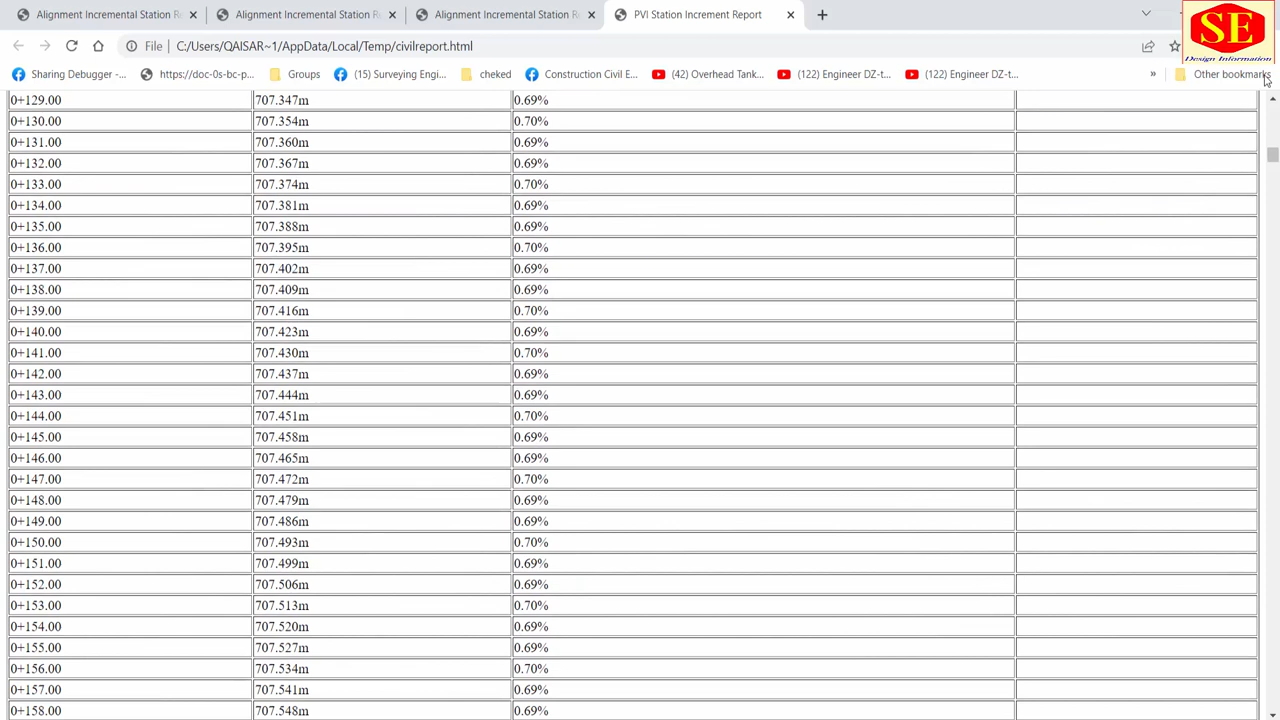 Alignment Incremental Station R
Alignment Incremental Station Re
Alignment Incremental Station R
PVI Station Increment Report
SE
Design Information
File
C:/Users/QAISAR~1/AppData/Local/Temp/civilreport.html
Sharing Debugger -...
https://doc-0s-bc-p...
Groups
(15) Surveying Engi...
cheked
Construction Civil E...
(42) Overhead Tank...
(122) Engineer DZ-t...
(122) Engineer DZ-t...
»
Other bookmarks
0+129.00 707.347m 0.69%
0+130.00 707.354m 0.70%
0+131.00 707.360m 0.69%
0+132.00 707.367m 0.69%
0+133.00 707.374m 0.70%
0+134.00 707.381m 0.69%
0+135.00 707.388m 0.69%
0+136.00 707.395m 0.70%
0+137.00 707.402m 0.69%
0+138.00 707.409m 0.69%
0+139.00 707.416m 0.70%
0+140.00 707.423m 0.69%
0+141.00 707.430m 0.70%
0+142.00 707.437m 0.69%
0+143.00 707.444m 0.69%
0+144.00 707.451m 0.70%
0+145.00 707.458m 0.69%
0+146.00 707.465m 0.69%
0+147.00 707.472m 0.70%
0+148.00 707.479m 0.69%
0+149.00 707.486m 0.69%
0+150.00 707.493m 0.70%
0+151.00 707.499m 0.69%
0+152.00 707.506m 0.69%
0+153.00 707.513m 0.70%
0+154.00 707.520m 0.69%
0+155.00 707.527m 0.69%
0+156.00 707.534m 0.70%
0+157.00 707.541m 0.69%
0+158.00 707.548m 0.69%